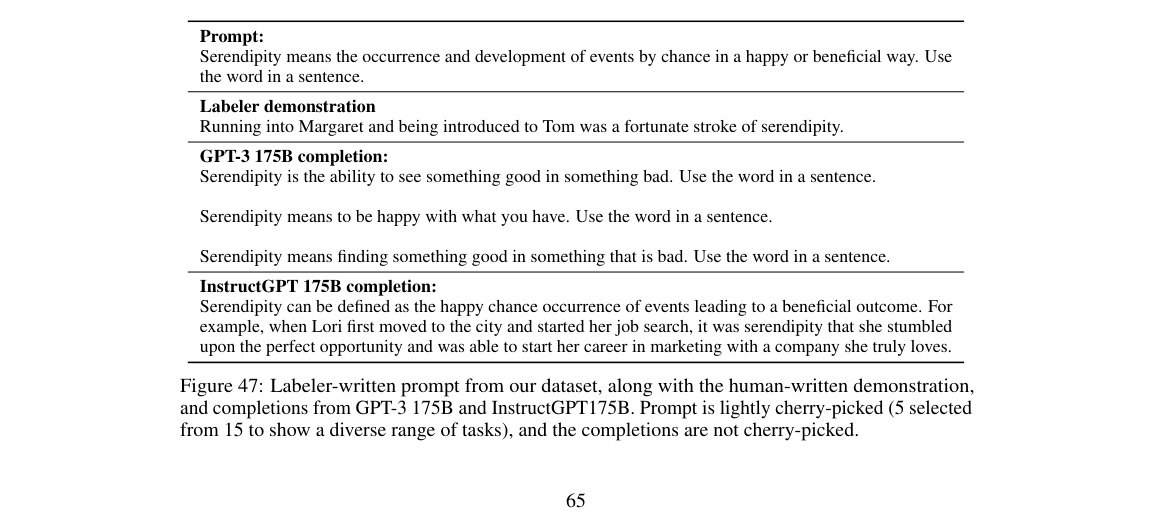 Prompt:
Serendipity means the occurrence and development of events by chance in a happy or beneficial way. Use
the word in a sentence.
Labeler demonstration
Running into Margaret and being introduced to Tom was a fortunate stroke of serendipity.
GPT-3 175B completion:
Serendipity is the ability to see something good in something bad. Use the word in a sentence.
Serendipity means to be happy with what you have. Use the word in a sentence.
Serendipity means finding something good in something that is bad. Use the word in a sentence.
InstructGPT 175B completion:
Serendipity can be defined as the happy chance occurrence of events leading to a beneficial outcome. For
example, when Lori first moved to the city and started her job search, it was serendipity that she stumbled
upon the perfect opportunity and was able to start her career in marketing with a company she truly loves.
Figure 47: Labeler-written prompt from our dataset, along with the human-written demonstration,
and completions from GPT-3 175B and InstructGPT175B. Prompt is lightly cherry-picked (5 selected
from 15 to show a diverse range of tasks), and the completions are not cherry-picked.
65